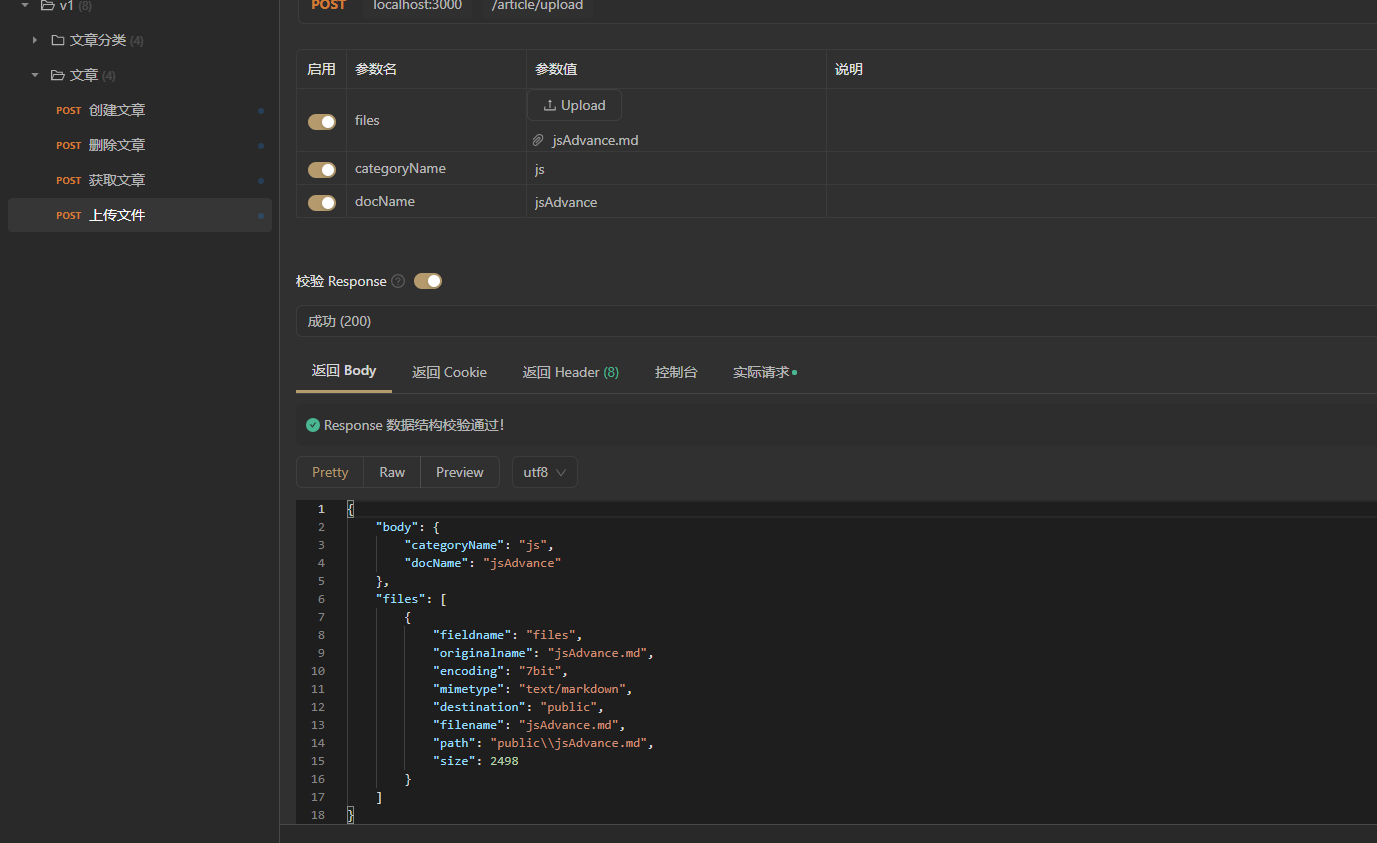 v1 (8)
文章分类 (4)
文章 (4)
POST 创建文章
POST 删除文章
POST 获取文章
POST 上传文件
POST localhost:3000 /article/upload
启用 参数名 参数值 说明
files Upload
jsAdvance.md
categoryName js
docName jsAdvance
校验 Response ?
成功 (200)
返回 Body 返回 Cookie 返回 Header (8) 控制台 实际请求
Response 数据结构校验通过!
Pretty Raw Preview utf8
1 {
2 "body": {
3 "categoryName": "js",
4 "docName": "jsAdvance"
5 },
6 "files": [
7 {
8 "fieldname": "files",
9 "originalname": "jsAdvance.md",
10 "encoding": "7bit",
11 "mimetype": "text/markdown",
12 "destination": "public",
13 "filename": "jsAdvance.md",
14 "path": "public\\jsAdvance.md",
15 "size": 2498
16 }
17 ]
18 }